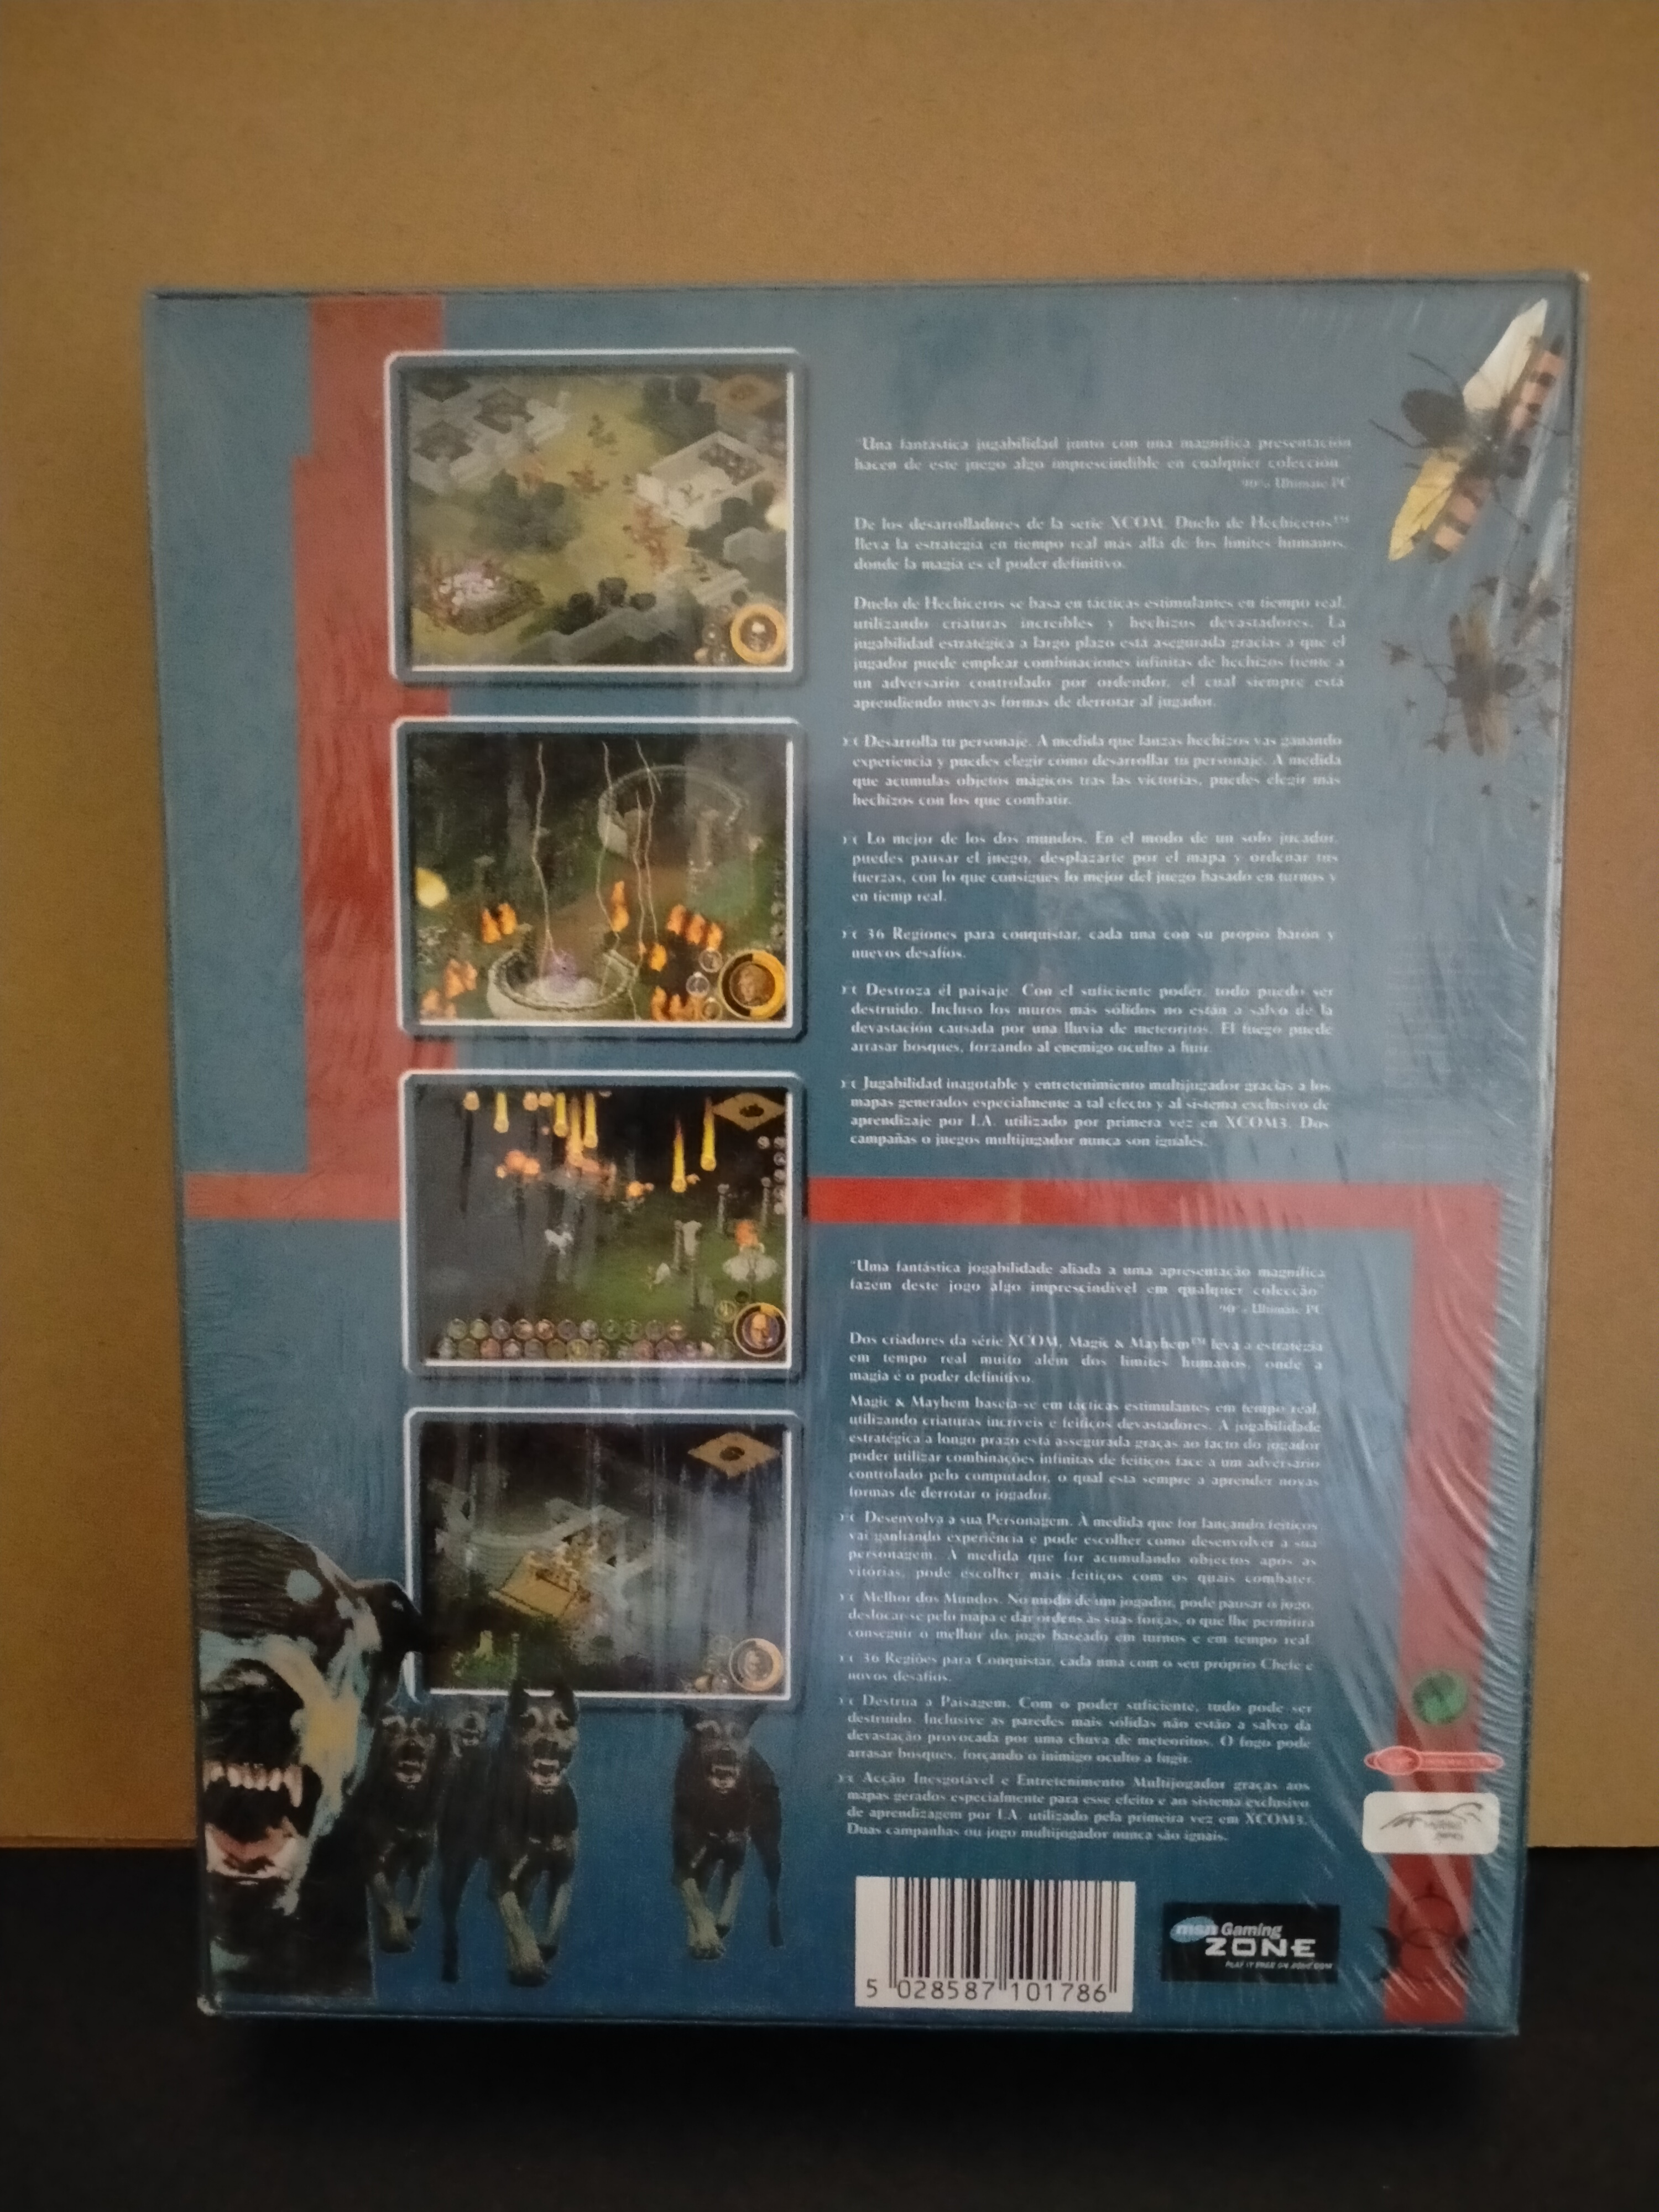 "Una fantástica jugabilidad junto con una magnífica presentación
hacen de este juego algo imprescindible en cualquier colección.
90% Ultimate PC
De los desarrolladores de la serie XCOM, Duelo de Hechiceros™
lleva la estrategia en tiempo real más allá de los límites humanos,
donde la magia es el poder definitivo.
Duelo de Hechiceros se basa en tácticas estimulantes en tiempo real,
utilizando criaturas increíbles y hechizos devastadores. La
jugabilidad estratégica a largo plazo está asegurada gracias a que el
jugador puede emplear combinaciones infinitas de hechizos frente a
un adversario controlado por ordendor, el cual siempre está
aprendiendo nuevas formas de derrotar al jugador.
Desarrolla tu personaje. A medida que lanzas hechizos vas ganando
experiencia y puedes elegir como desarrollar tu personaje. A medida
que acumulas objetos mágicos tras las victorias, puedes elegir más
hechizos con los que combatir.
Lo mejor de los dos mundos. En el modo de un solo jugador,
puedes pausar el juego, desplazarte por el mapa y ordenar tus
fuerzas, con lo que consigues lo mejor del juego basado en turnos y
en tiemp real.
36 Regiones para conquistar, cada una con su propio barón y
nuevos desafíos.
Destroza él paisaje. Con el suficiente poder, todo puede ser
destruido. Incluso los muros más sólidos no están a salvo de la
devastación causada por una lluvia de meteoritos. El fuego puede
arrasar bosques, forzando al enemigo oculto a huir.
Jugabilidad inagotable y entretenimiento multijugador gracias a los
mapas generados especialmente a tal efecto y al sistema exclusivo de
aprendizaje por I.A. utilizado por primera vez en XCOM3. Dos
campañas o juegos multijugador nunca son iguales.
"Uma fantástica jogabilidade aliada a uma apresentação magnífica
fazem deste jogo algo imprescindível em qualquer colecção"
90% Ultimate PC
Dos criadores da série XCOM, Magic & Mayhem™ leva a estratégia
em tempo real muito além dos limites humanos, onde a
magia é o poder definitivo.
Magic & Mayhem baseia-se em tácticas estimulantes em tempo real,
utilizando criaturas incríveis e feitiços devastadores. A jogabilidade
estratégica a longo prazo está assegurada graças ao facto do jogador
poder utilizar combinações infinitas de feitiços face a um adversário
controlado pelo computador, o qual está sempre a aprender novas
formas de derrotar o jogador.
Desenvolva a sua Personagem. À medida que for lançando feitiços
vai ganhando experiência e pode escolher como desenvolver a sua
personagem. À medida que for acumulando objectos após as
vitórias, pode escolher mais feitiços com os quais combater.
Melhor dos Mundos. No modo de um jogador, pode pausar o jogo,
deslocar-se pelo mapa e dar ordens às suas forças, o que lhe permitirá
conseguir o melhor do jogo baseado em turnos e em tempo real.
36 Regiões para Conquistar, cada uma com o seu próprio Chefe e
novos desafios.
Destrua a Paisagem. Com o poder suficiente, tudo pode ser
destruído. Inclusive as paredes mais sólidas não estão a salvo da
devastação provocada por uma chuva de meteoritos. O fogo pode
arrasar bosques, forçando o inimigo oculto a fugir.
Acção Inesgotável e Entretenimento Multijogador graças aos
mapas gerados especialmente para esse efeito e ao sistema exclusivo
de aprendizagem por I.A. utilizado pela primeira vez em XCOM3.
Duas campanhas ou jogo multijogador nunca são iguais.
5 028587 101786
msn Gaming
ZONE
PLAY IT FREE ON ZONE.COM